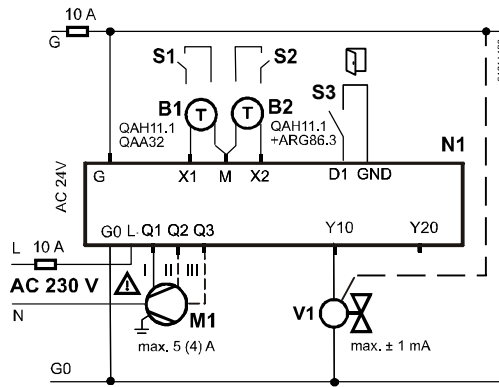 10 A
G
S1 S2
S3
B1 T T B2
QAH11.1
QAA32
QAH11.1
+ARG86.3
N1
AC 24V
G X1 M X2 D1 GND
G0 L Q1 Q2 Q3 Y10 Y20
L 10 A
I II III
AC 230 V
N
M1
V1
max. 5 (4) A
max. ± 1 mA
G0